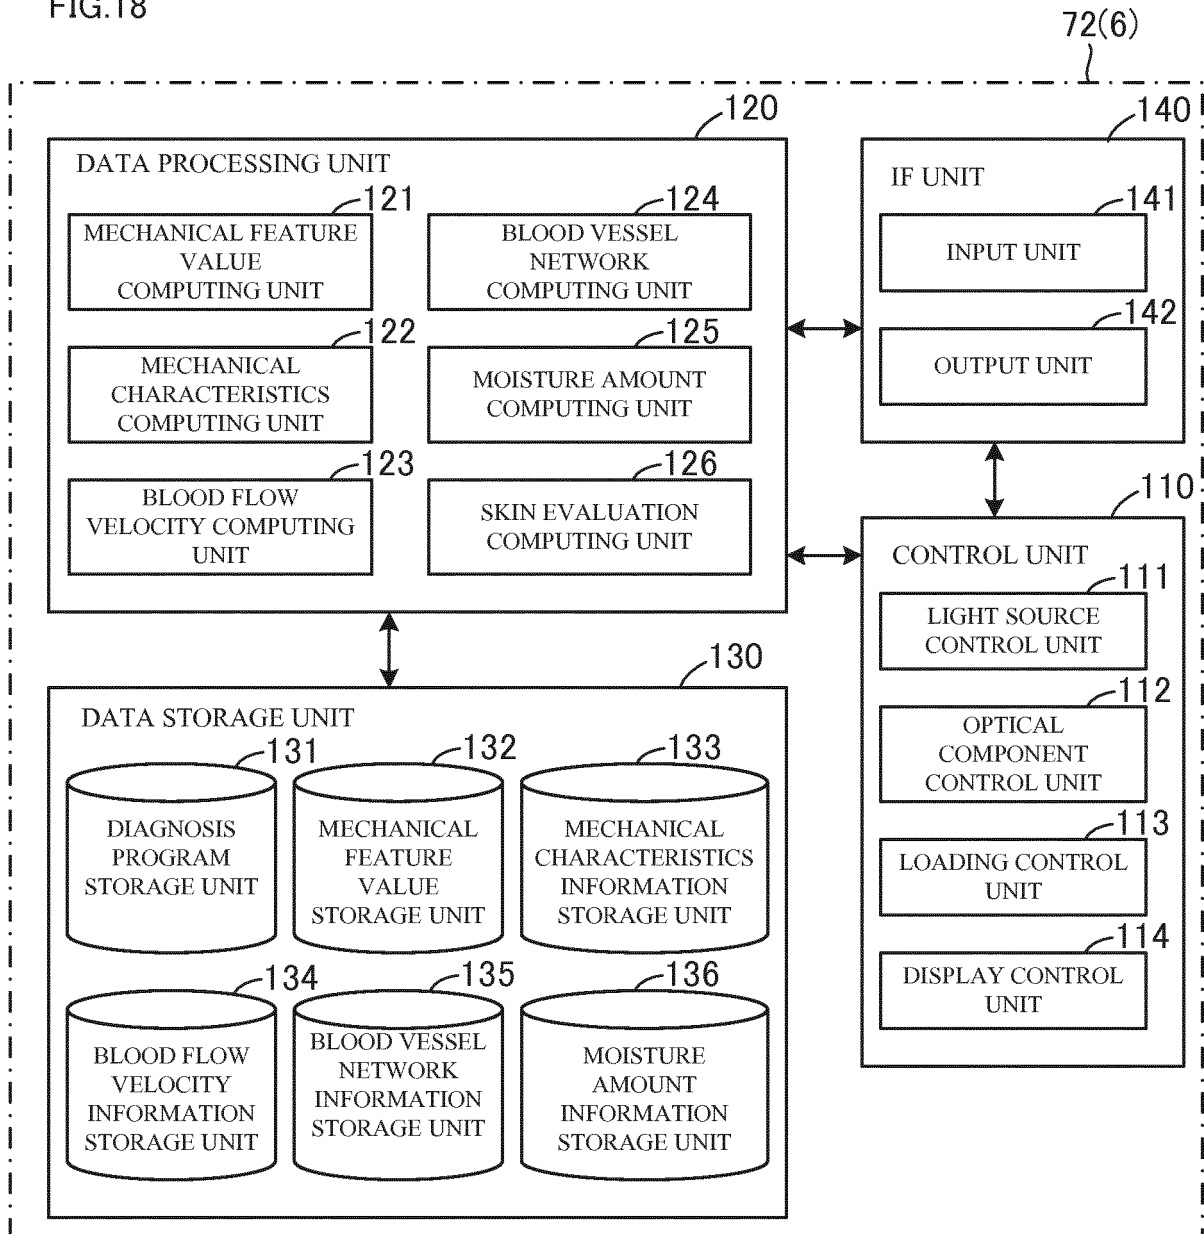 FIG.18
72(6)
120
DATA PROCESSING UNIT
121
MECHANICAL FEATURE
VALUE
COMPUTING UNIT
124
BLOOD VESSEL
NETWORK
COMPUTING UNIT
122
MECHANICAL
CHARACTERISTICS
COMPUTING UNIT
125
MOISTURE AMOUNT
COMPUTING UNIT
123
BLOOD FLOW
VELOCITY COMPUTING
UNIT
126
SKIN EVALUATION
COMPUTING UNIT
140
IF UNIT
141
INPUT UNIT
142
OUTPUT UNIT
110
CONTROL UNIT
111
LIGHT SOURCE
CONTROL UNIT
112
OPTICAL
COMPONENT
CONTROL UNIT
113
LOADING CONTROL
UNIT
114
DISPLAY CONTROL
UNIT
130
DATA STORAGE UNIT
131
DIAGNOSIS
PROGRAM
STORAGE UNIT
132
MECHANICAL
FEATURE
VALUE
STORAGE UNIT
133
MECHANICAL
CHARACTERISTICS
INFORMATION
STORAGE UNIT
134
BLOOD FLOW
VELOCITY
INFORMATION
STORAGE UNIT
135
BLOOD VESSEL
NETWORK
INFORMATION
STORAGE UNIT
136
MOISTURE
AMOUNT
INFORMATION
STORAGE UNIT